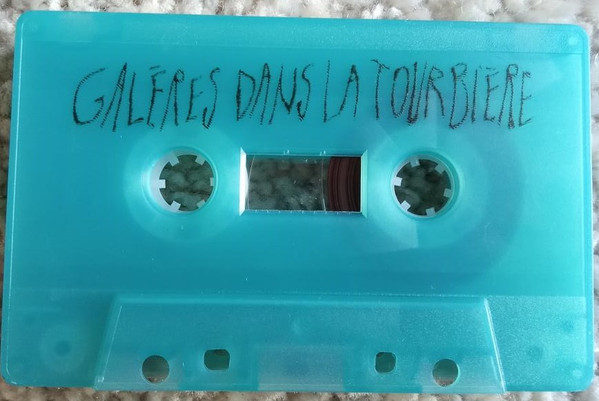 GALÈRES DANS LA TOURBIÈRE